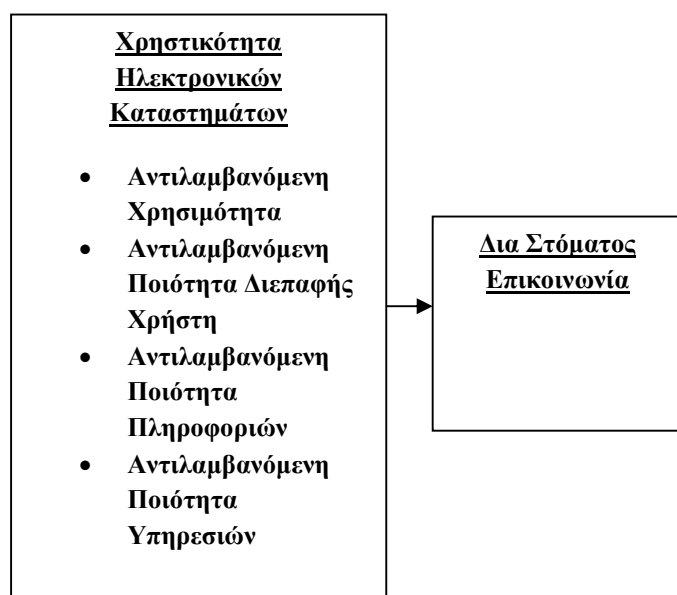 Χρηστικότητα
Ηλεκτρονικών
Καταστημάτων
• Αντιλαμβανόμενη
Χρησιμότητα
• Αντιλαμβανόμενη
Ποιότητα Διεπαφής
Χρήστη
• Αντιλαμβανόμενη
Ποιότητα
Πληροφοριών
• Αντιλαμβανόμενη
Ποιότητα
Υπηρεσιών
Δια Στόματος
Επικοινωνία